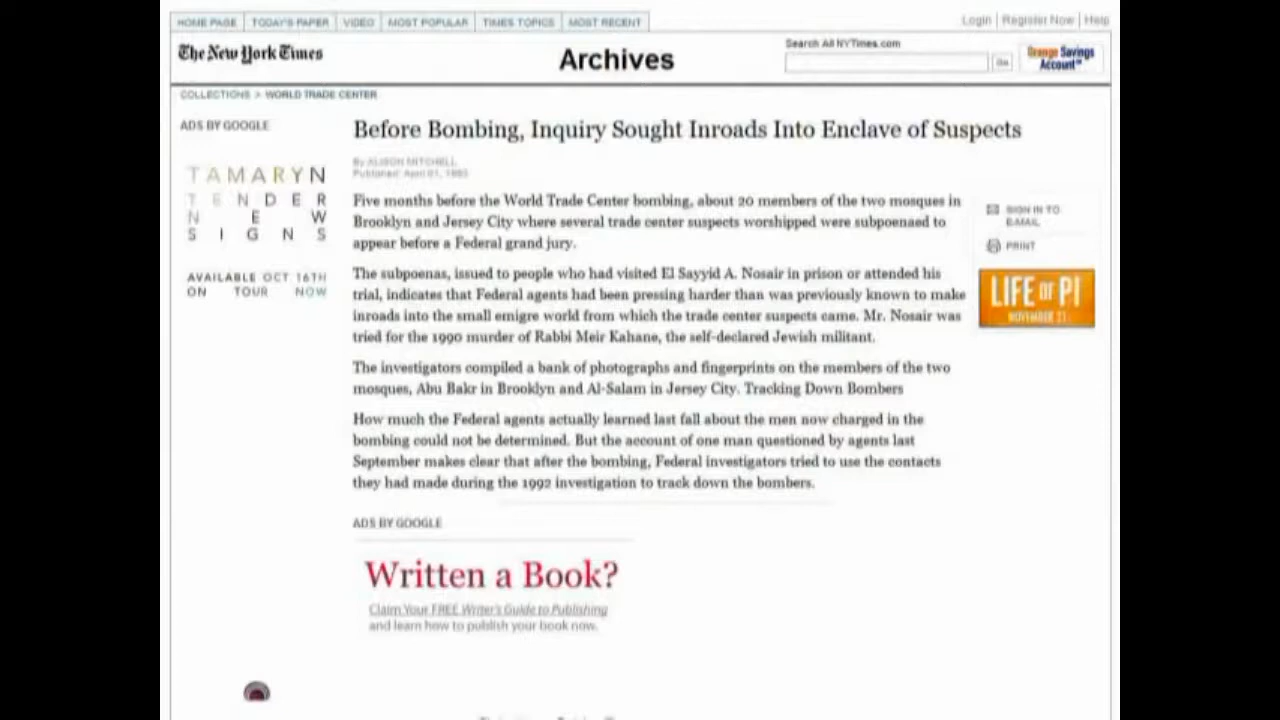 HOME PAGE TODAY'S PAPER VIDEO MOST POPULAR TIMES TOPICS MOST RECENT
Login | Register Now | Help
The New York Times
Archives
Search All NYTimes.com
Go
Orange Savings
Account
COLLECTIONS > WORLD TRADE CENTER
ADS BY GOOGLE
TAMARYN
TENDER
NEW
SIGNS
AVAILABLE OCT 16TH
ON TOUR NOW
Before Bombing, Inquiry Sought Inroads Into Enclave of Suspects
By ALISON MITCHELL
Published: April 01, 1993
Five months before the World Trade Center bombing, about 20 members of the two mosques in
Brooklyn and Jersey City where several trade center suspects worshipped were subpoenaed to
appear before a Federal grand jury.
The subpoenas, issued to people who had visited El Sayyid A. Nosair in prison or attended his
trial, indicates that Federal agents had been pressing harder than was previously known to make
inroads into the small emigre world from which the trade center suspects came. Mr. Nosair was
tried for the 1990 murder of Rabbi Meir Kahane, the self-declared Jewish militant.
The investigators compiled a bank of photographs and fingerprints on the members of the two
mosques, Abu Bakr in Brooklyn and Al-Salam in Jersey City. Tracking Down Bombers
How much the Federal agents actually learned last fall about the men now charged in the
bombing could not be determined. But the account of one man questioned by agents last
September makes clear that after the bombing, Federal investigators tried to use the contacts
they had made during the 1992 investigation to track down the bombers.
SIGN IN TO
E-MAIL
PRINT
LIFE OF PI
NOVEMBER 21
ADS BY GOOGLE
Written a Book?
Claim Your FREE Writer's Guide to Publishing
and learn how to publish your book now.